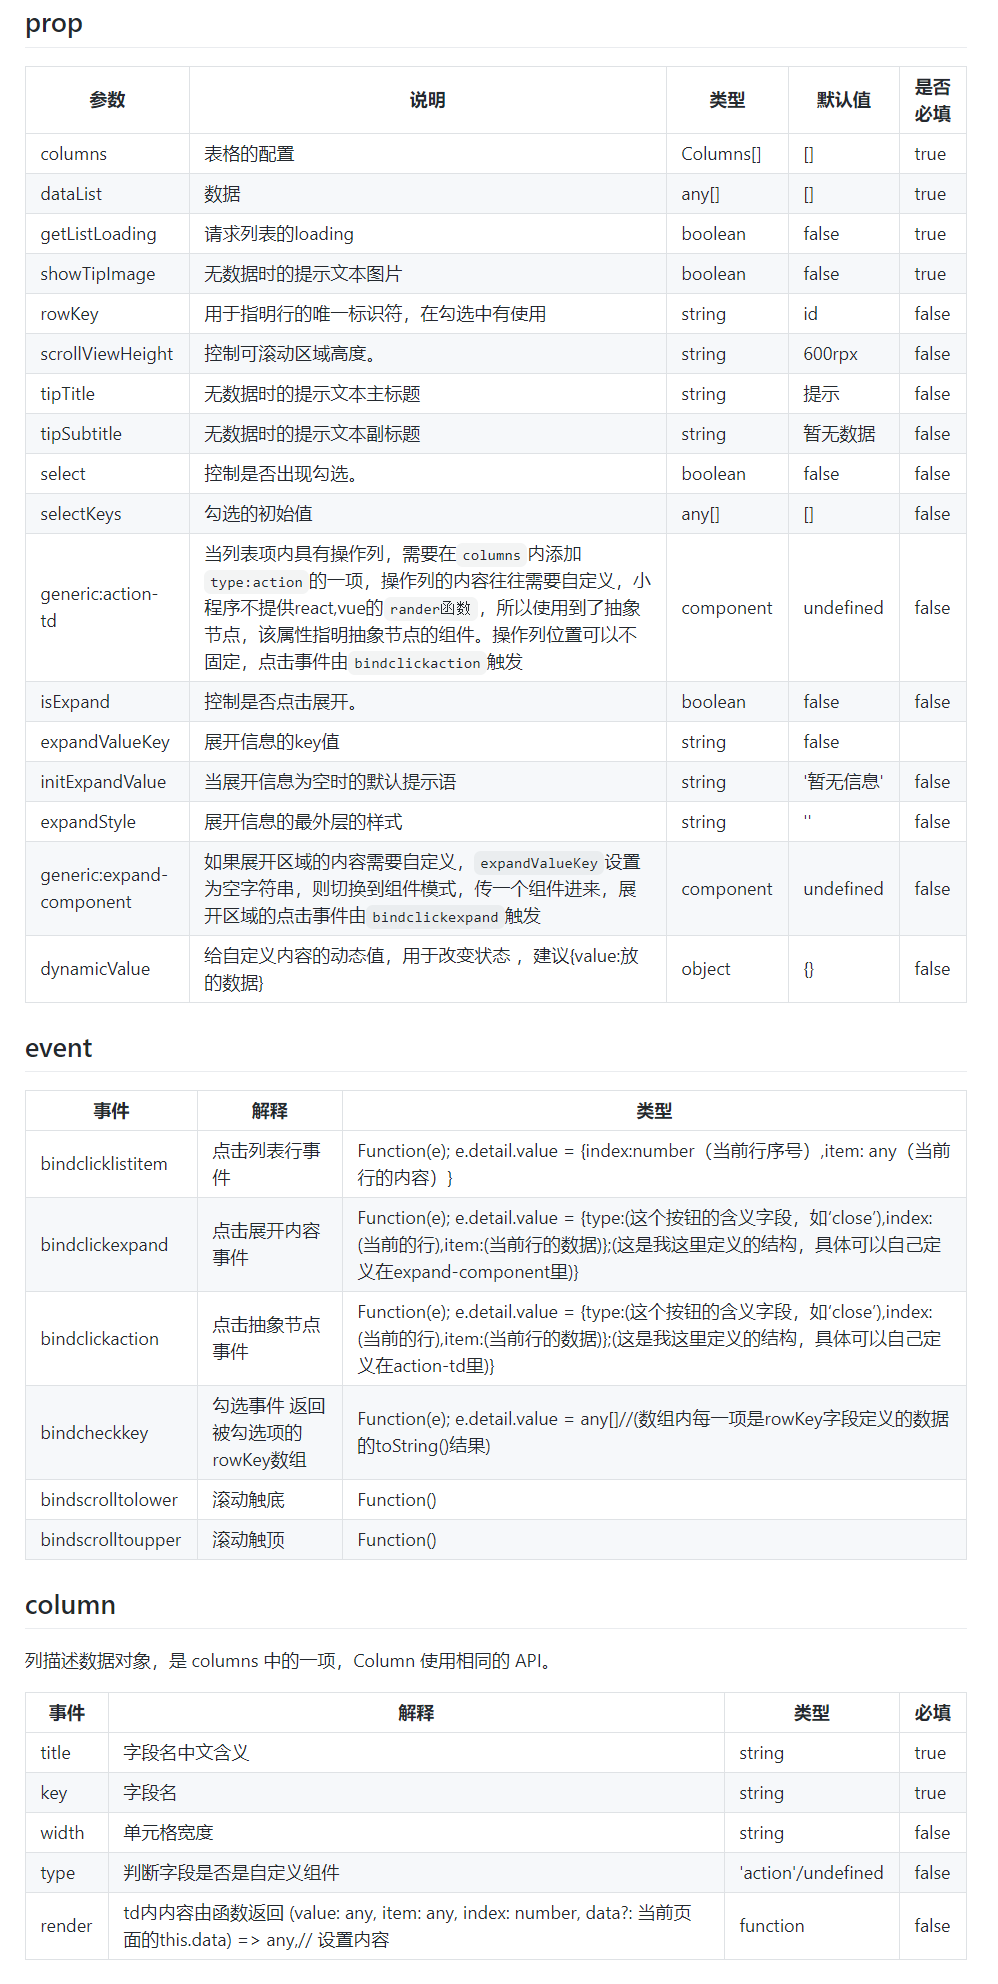 prop
参数 说明 类型 默认值 是否
必填
columns 表格的配置 Columns[] [] true
dataList 数据 any[] [] true
getListLoading 请求列表的loading boolean false true
showTipImage 无数据时的提示文本图片 boolean false true
rowKey 用于指明行的唯一标识符，在勾选中有使用 string id false
scrollViewHeight 控制可滚动区域高度。 string 600rpx false
tipTitle 无数据时的提示文本主标题 string 提示 false
tipSubtitle 无数据时的提示文本副标题 string 暂无数据 false
select 控制是否出现勾选。 boolean false false
selectKeys 勾选的初始值 any[] [] false
generic:action-
td
当列表项内具有操作列，需要在 columns 内添加
type:action 的一项，操作列的内容往往需要自定义，小
程序不提供react,vue的 rander函数 ，所以使用到了抽象
节点，该属性指明抽象节点的组件。操作列位置可以不
固定，点击事件由 bindclickaction 触发
component undefined false
isExpand 控制是否点击展开。 boolean false false
expandValueKey 展开信息的key值 string false
initExpandValue 当展开信息为空时的默认提示语 string '暂无信息' false
expandStyle 展开信息的最外层的样式 string '' false
generic:expand-
component
如果展开区域的内容需要自定义， expandValueKey 设置
为空字符串，则切换到组件模式，传一个组件进来，展
开区域的点击事件由 bindclickexpand 触发
component undefined false
dynamicValue
给自定义内容的动态值，用于改变状态 ，建议{value:放
的数据}
object {} false
event
事件 解释 类型
bindclicklistitem
点击列表行事
件
Function(e); e.detail.value = {index:number（当前行序号）,item: any（当前
行的内容）}
bindclickexpand
点击展开内容
事件
Function(e); e.detail.value = {type:(这个按钮的含义字段，如‘close’),index:
(当前的行),item:(当前行的数据)};(这是我这里定义的结构，具体可以自己定
义在expand-component里)}
bindclickaction
点击抽象节点
事件
Function(e); e.detail.value = {type:(这个按钮的含义字段，如‘close’),index:
(当前的行),item:(当前行的数据)};(这是我这里定义的结构，具体可以自己定
义在action-td里)}
bindcheckkey
勾选事件 返回
被勾选项的
rowKey数组
Function(e); e.detail.value = any[]//(数组内每一项是rowKey字段定义的数据
的toString()结果)
bindscrolltolower 滚动触底 Function()
bindscrolltoupper 滚动触顶 Function()
column
列描述数据对象，是 columns 中的一项，Column 使用相同的 API。
事件 解释 类型 必填
title 字段名中文含义 string true
key 字段名 string true
width 单元格宽度 string false
type 判断字段是否是自定义组件 'action'/undefined false
render
td内内容由函数返回 (value: any, item: any, index: number, data?: 当前页
面的this.data) => any,// 设置内容
function false